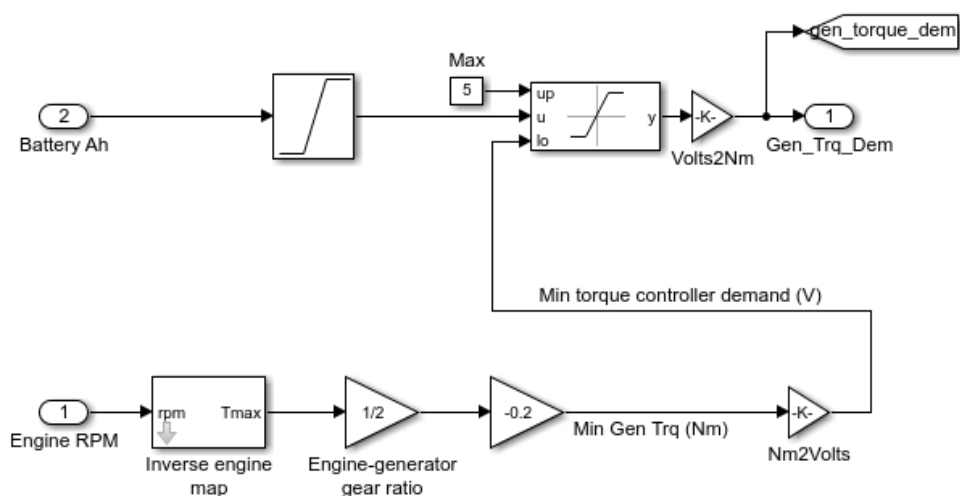 gen_torque_dem
Max
5
up
u
lo
y
-K-
Volts2Nm
1
Gen_Trq_Dem
2
Battery Ah
Min torque controller demand (V)
1
Engine RPM
rpm
Tmax
Inverse engine
map
1/2
Engine-generator
gear ratio
-0.2
Min Gen Trq (Nm)
-K-
Nm2Volts